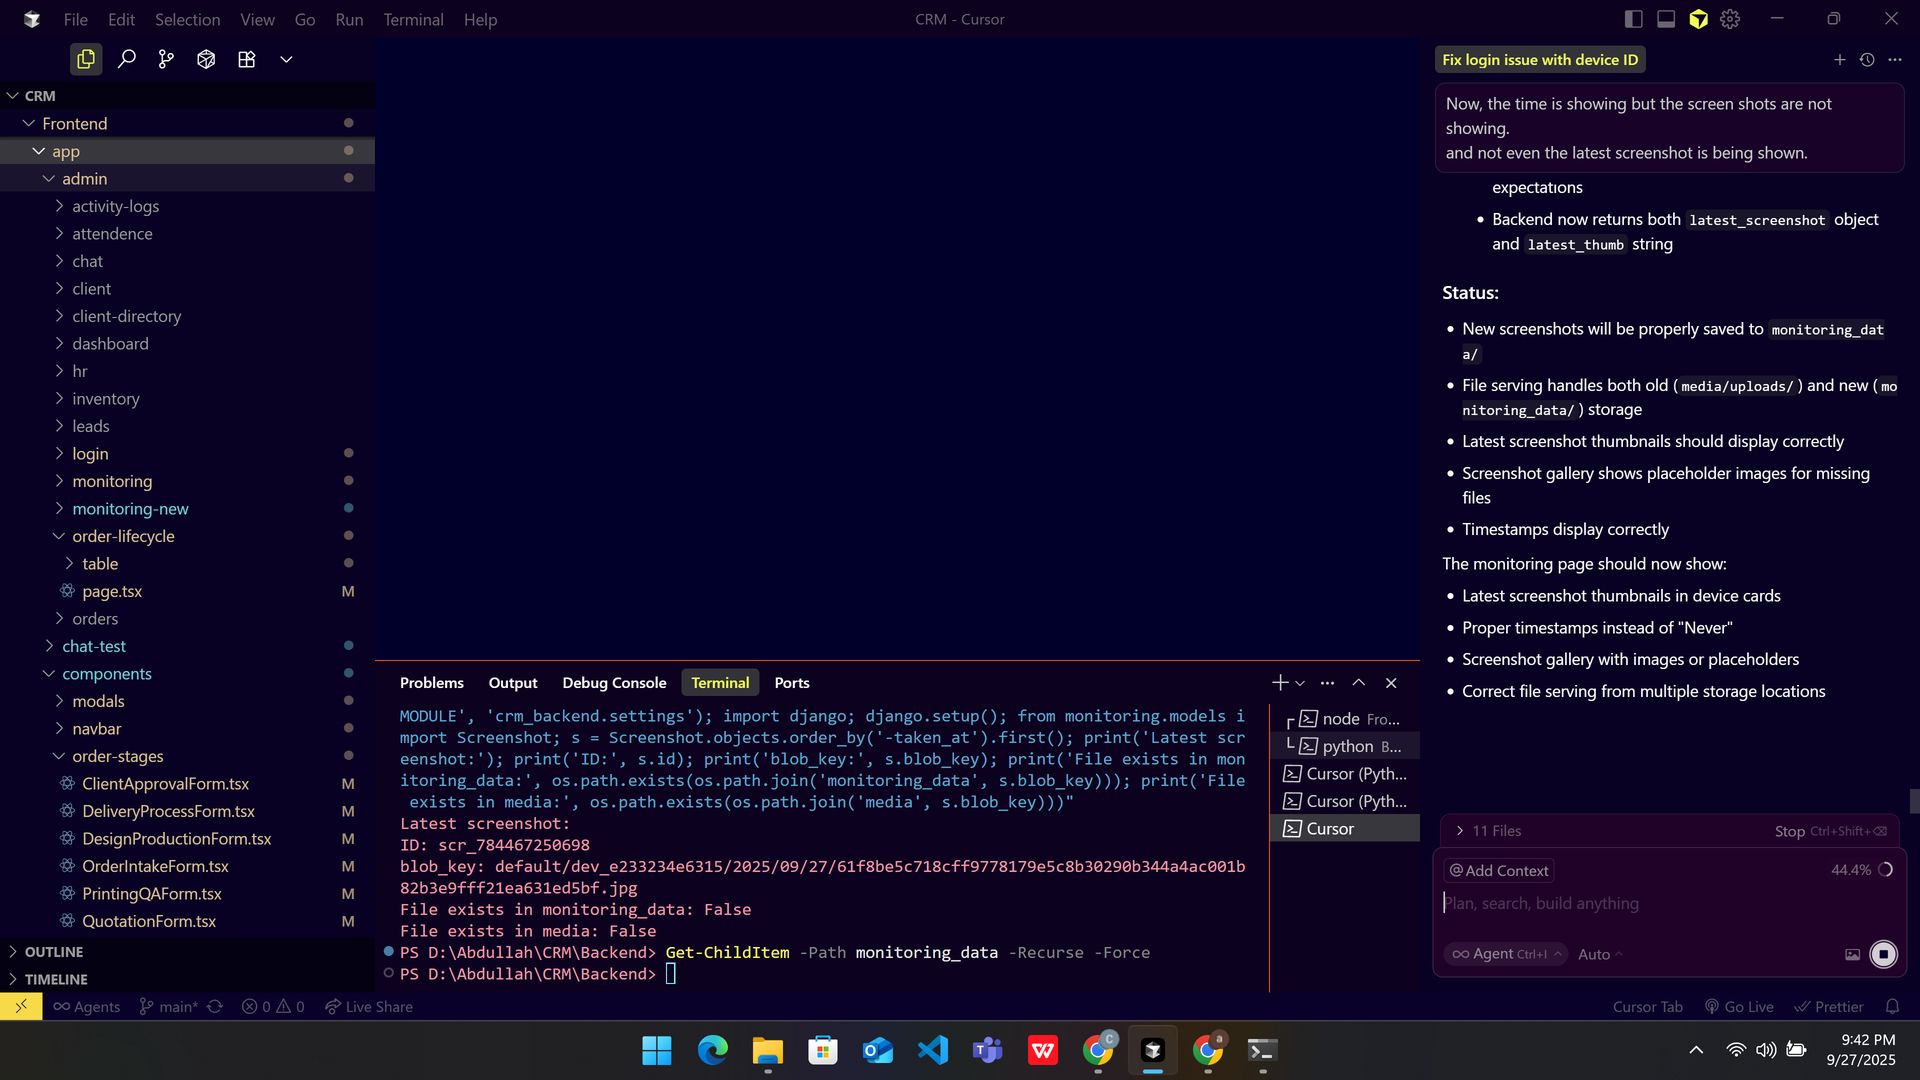 File Edit Selection View Go Run Terminal Help
CRM - Cursor
CRM
Frontend
app
admin
activity-logs
attendence
chat
client
client-directory
dashboard
hr
inventory
leads
login
monitoring
monitoring-new
order-lifecycle
table
page.tsx M
orders
chat-test
components
modals
navbar
order-stages
ClientApprovalForm.tsx M
DeliveryProcessForm.tsx M
DesignProductionForm.tsx M
OrderIntakeForm.tsx M
PrintingQAForm.tsx M
QuotationForm.tsx M
OUTLINE
TIMELINE
Problems Output Debug Console Terminal Ports
MODULE', 'crm_backend.settings'); import django; django.setup(); from monitoring.models i
mport Screenshot; s = Screenshot.objects.order_by('-taken_at').first(); print('Latest scr
eenshot:'); print('ID:', s.id); print('blob_key:', s.blob_key); print('File exists in mon
itoring_data:', os.path.exists(os.path.join('monitoring_data', s.blob_key))); print('File
exists in media:', os.path.exists(os.path.join('media', s.blob_key)))"
Latest screenshot:
ID: scr_784467250698
blob_key: default/dev_e233234e6315/2025/09/27/61f8be5c718cff9778179e5c8b30290b344a4ac001b
82b3e9fff21ea631ed5bf.jpg
File exists in monitoring_data: False
File exists in media: False
PS D:\Abdullah\CRM\Backend> Get-ChildItem -Path monitoring_data -Recurse -Force
PS D:\Abdullah\CRM\Backend>
node Fro...
python B...
Cursor (Pyth...
Cursor (Pyth...
Cursor
Fix login issue with device ID
Now, the time is showing but the screen shots are not
showing.
and not even the latest screenshot is being shown.
expectations
• Backend now returns both latest_screenshot object
and latest_thumb string
Status:
• New screenshots will be properly saved to monitoring_dat
a/
• File serving handles both old (media/uploads/) and new (mo
nitoring_data/) storage
• Latest screenshot thumbnails should display correctly
• Screenshot gallery shows placeholder images for missing
files
• Timestamps display correctly
The monitoring page should now show:
• Latest screenshot thumbnails in device cards
• Proper timestamps instead of "Never"
• Screenshot gallery with images or placeholders
• Correct file serving from multiple storage locations
11 Files Stop Ctrl+Shift+⌫
@ Add Context 44.4%
Plan, search, build anything
∞ Agent Ctrl+I Auto
Agents main* 0 0 Live Share
Cursor Tab Go Live Prettier
9:42 PM
9/27/2025